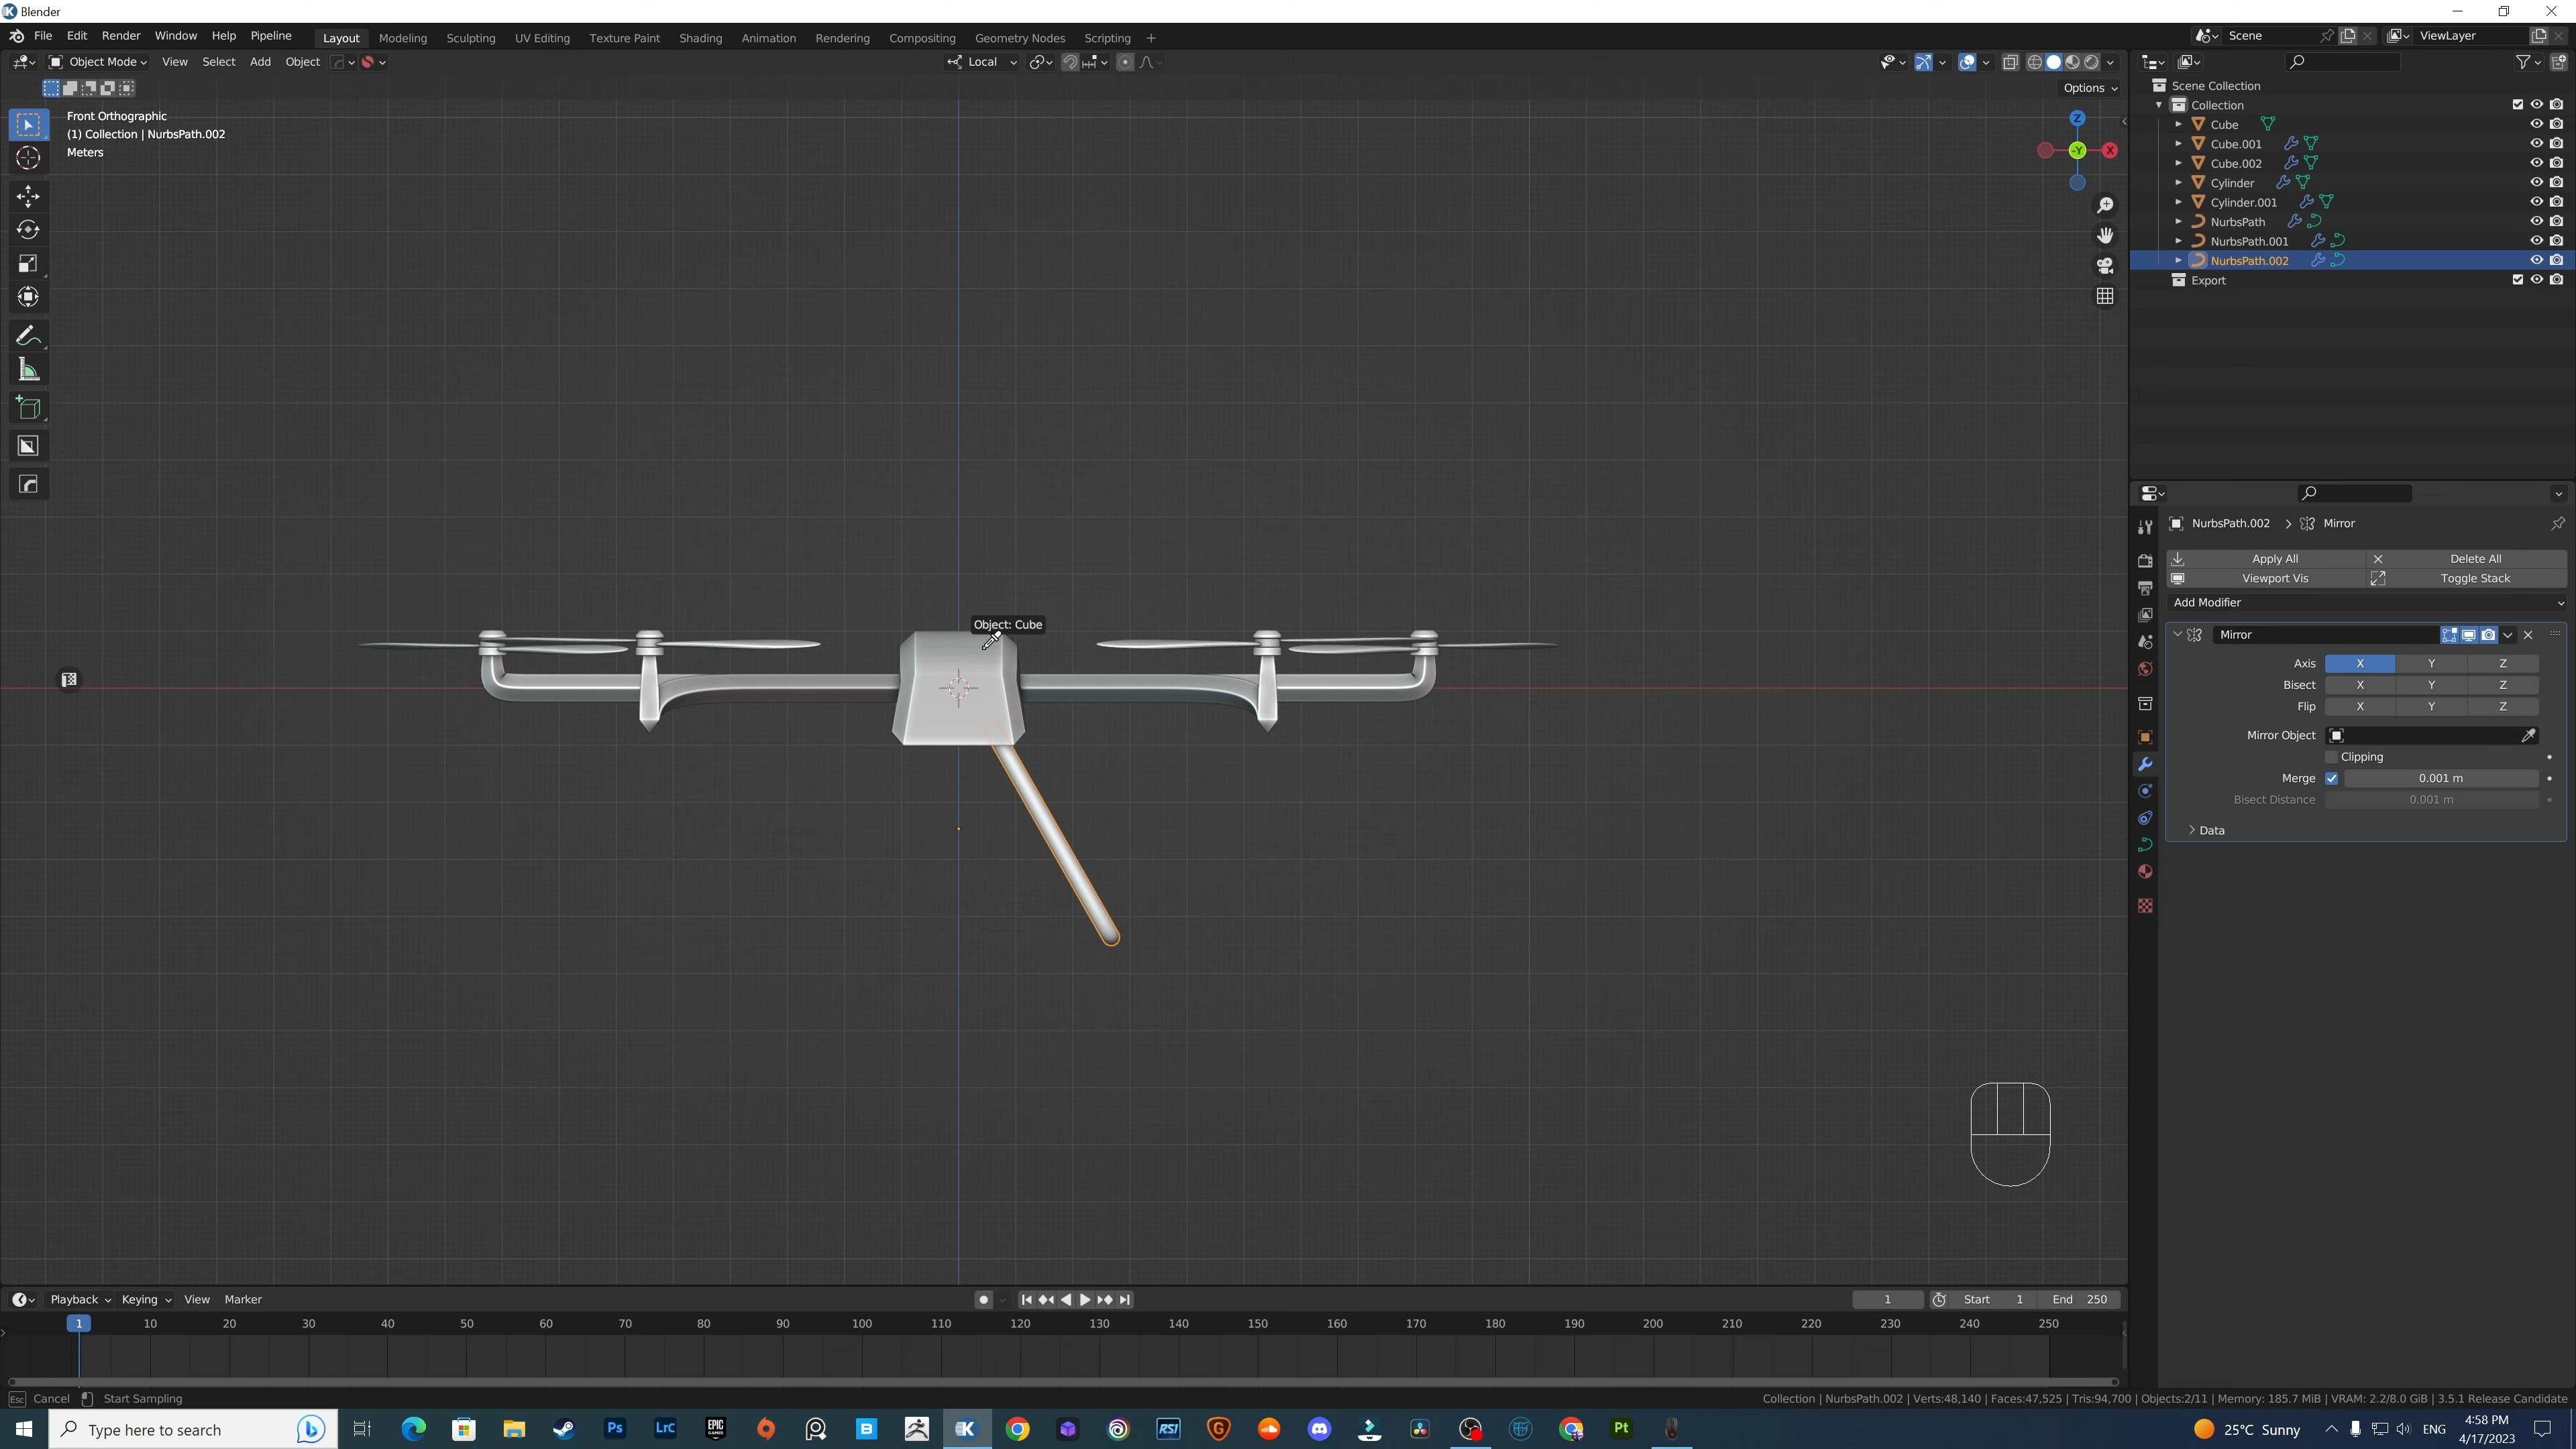 Blender
File Edit Render Window Help Pipeline Layout Modeling Sculpting UV Editing Texture Paint Shading Animation Rendering Compositing Geometry Nodes Scripting + Scene ViewLayer
Object Mode View Select Add Object Local
Options
Front Orthographic
(1) Collection | NurbsPath.002
Meters
Z
-Y
X
Object: Cube
Scene Collection
Collection
Cube
Cube.001
Cube.002
Cylinder
Cylinder.001
NurbsPath
NurbsPath.001
NurbsPath.002
Export
NurbsPath.002 > Mirror
Apply All Delete All
Viewport Vis Toggle Stack
Add Modifier
Mirror
Axis X Y Z
Bisect X Y Z
Flip X Y Z
Mirror Object
Clipping
Merge 0.001 m
Bisect Distance 0.001 m
Data
Playback Keying View Marker 1 Start 1 End 250
1 10 20 30 40 50 60 70 80 90 100 110 120 130 140 150 160 170 180 190 200 210 220 230 240 250
Esc Cancel Start Sampling Collection | NurbsPath.002 | Verts:48,140 | Faces:47,525 | Tris:94,700 | Objects:2/11 | Memory: 185.7 MiB | VRAM: 2.2/8.0 GiB | 3.5.1 Release Candidate
Type here to search Ps LrC EPIC GAMES B K RSI G Pt 25°C Sunny ENG
4:58 PM
4/17/2023